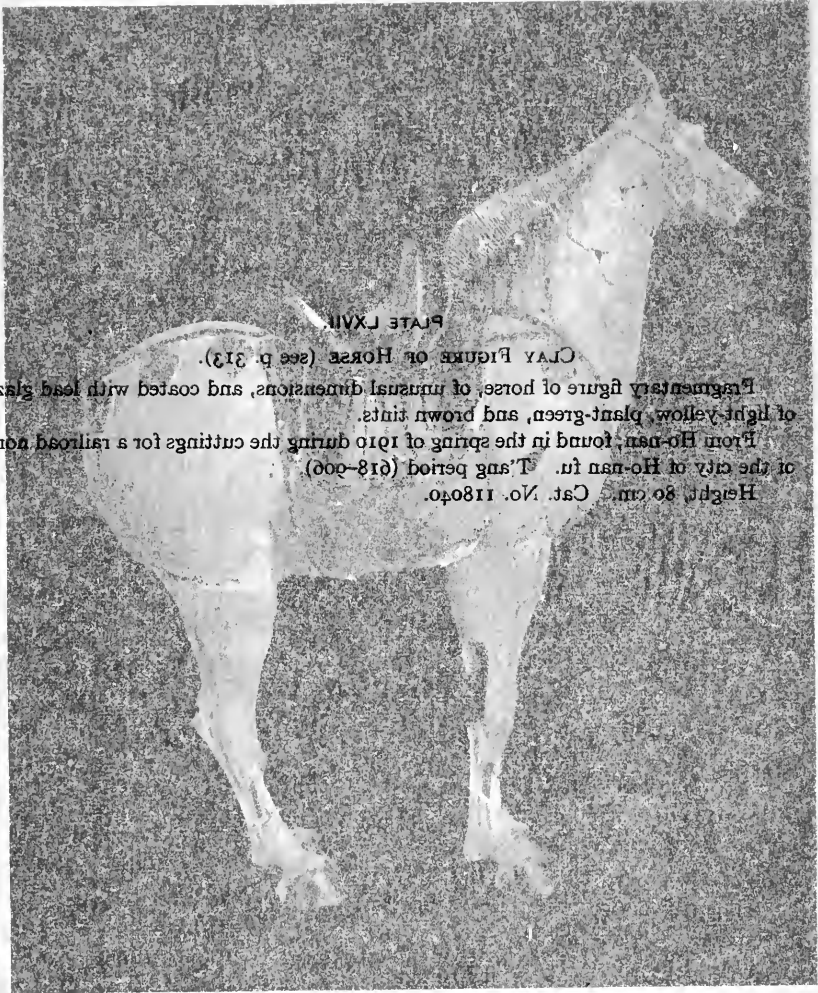 PLATE LXVII.
CLAY FIGURE OF HORSE (see p. 313).
Fragmentary figure of horse, of unusual dimensions, and coated with lead
of light-yellow, plant-green, and brown tints.
From Ho-nan, found in the spring of 1910 during the cuttings for a railroad
of the city of Ho-nan fu. T'ang period (618–906)
Height, 80 cm. Cat. No. 118040.